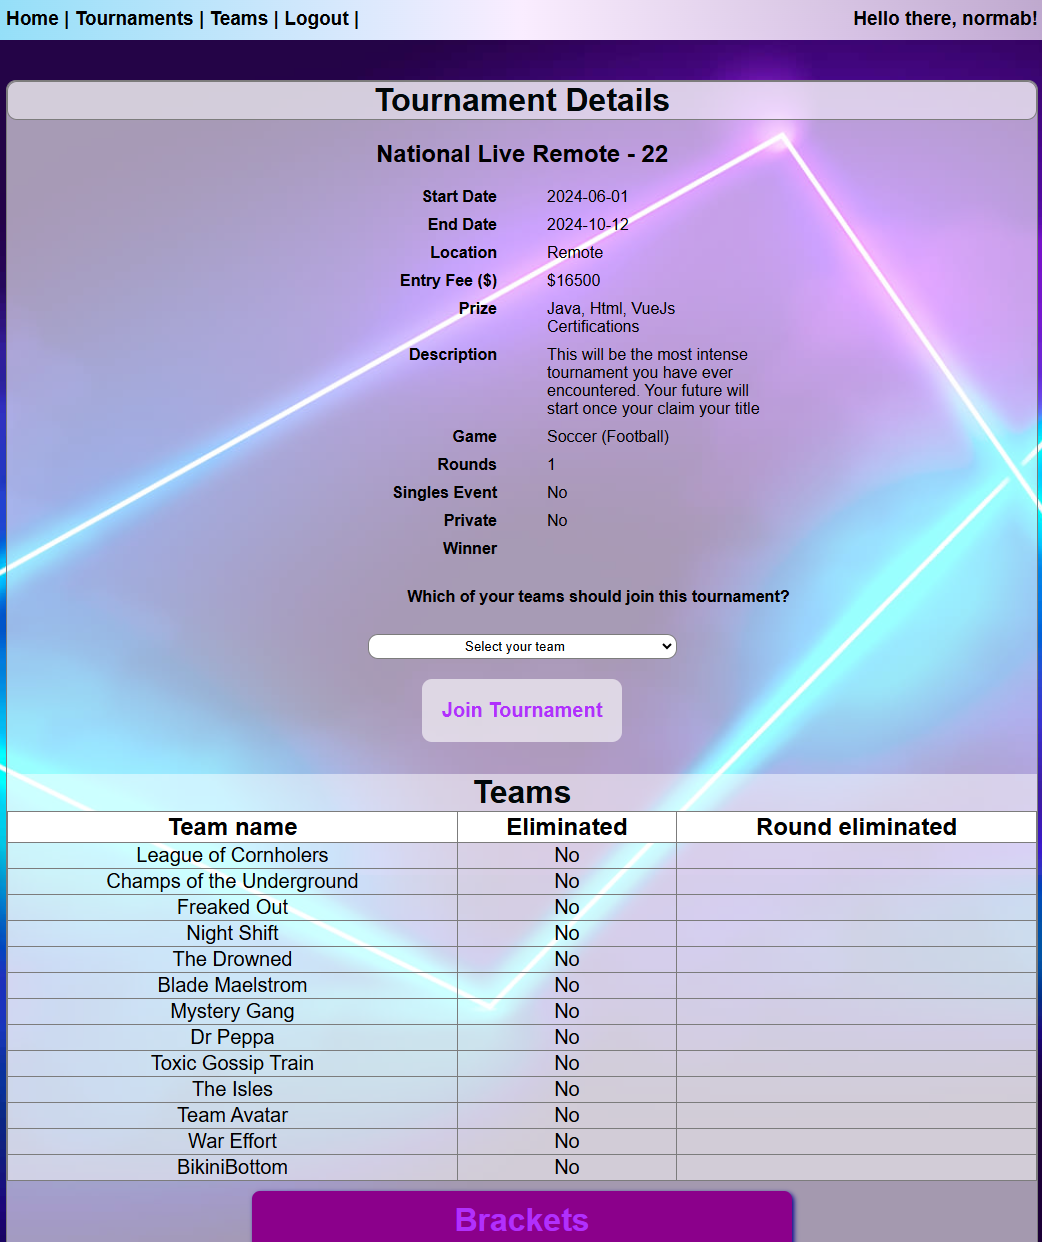 Home | Tournaments | Teams | Logout |
Hello there, normab!
Tournament Details
National Live Remote - 22
Start Date 2024-06-01
End Date 2024-10-12
Location Remote
Entry Fee ($) $16500
Prize Java, Html, VueJs
Certifications
Description This will be the most intense
tournament you have ever
encountered. Your future will
start once your claim your title
Game Soccer (Football)
Rounds 1
Singles Event No
Private No
Winner
Which of your teams should join this tournament?
Select your team
Join Tournament
Teams
Team name Eliminated Round eliminated
League of Cornholers No
Champs of the Underground No
Freaked Out No
Night Shift No
The Drowned No
Blade Maelstrom No
Mystery Gang No
Dr Peppa No
Toxic Gossip Train No
The Isles No
Team Avatar No
War Effort No
BikiniBottom No
Brackets